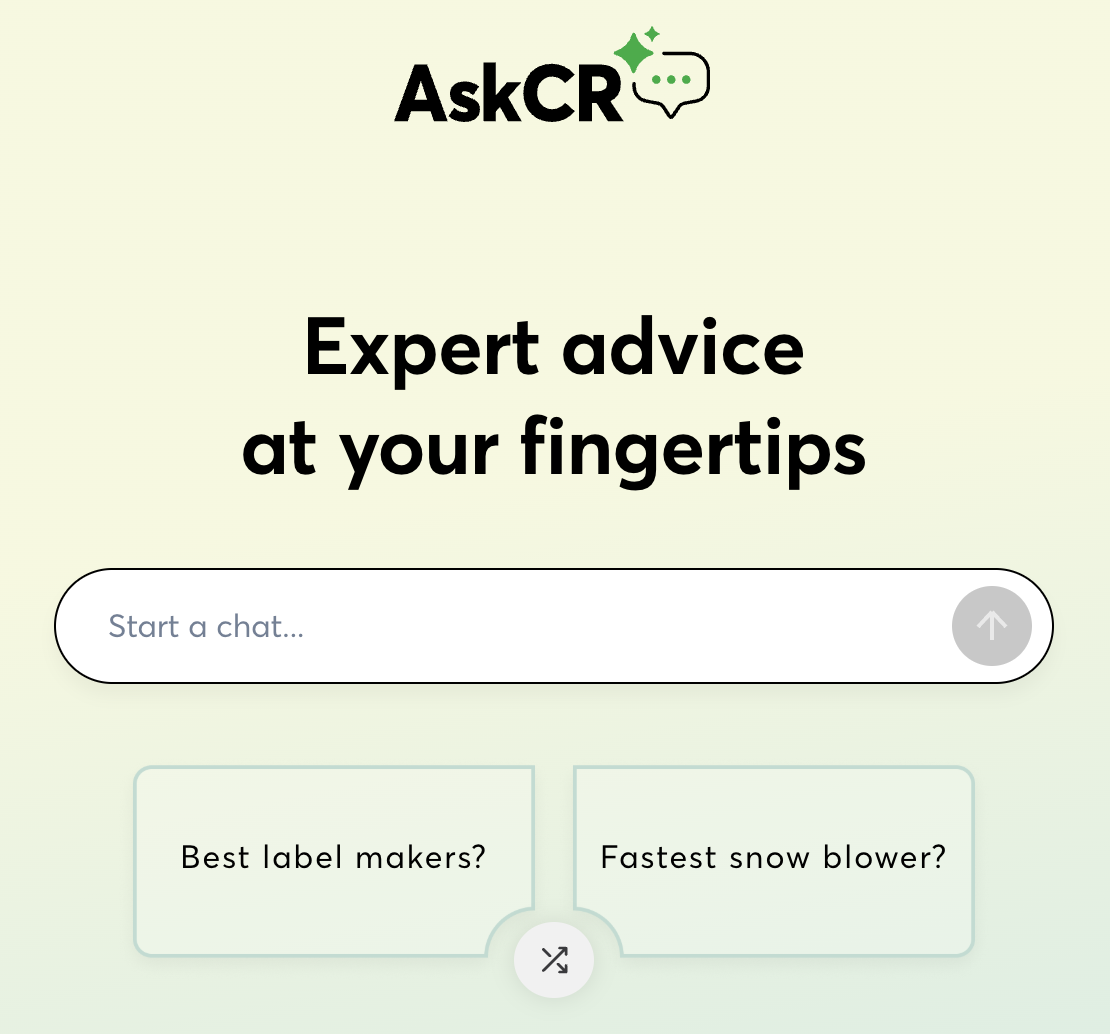 AskCR
Expert advice
at your fingertips
Start a chat...
Best label makers?
Fastest snow blower?